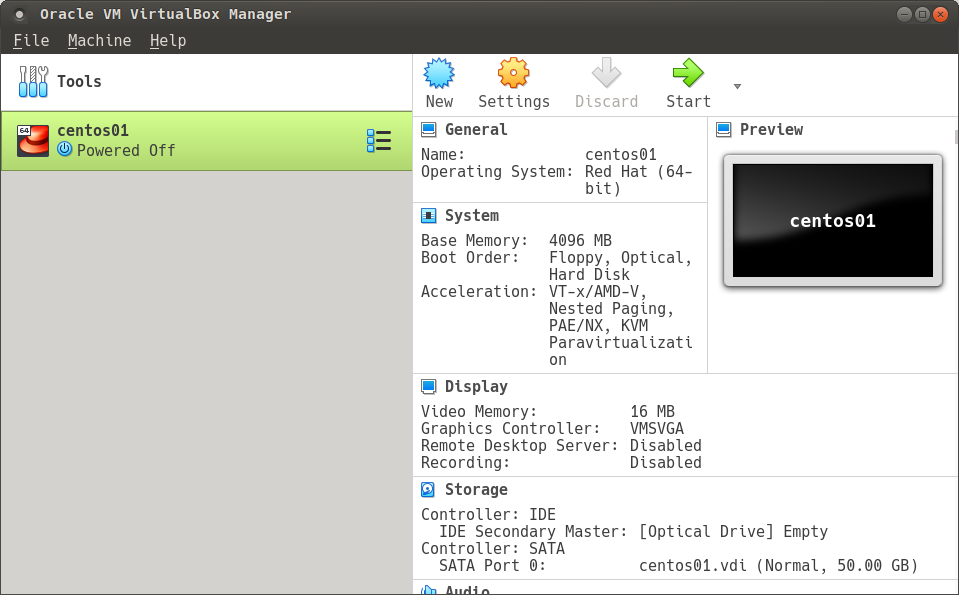 Oracle VM VirtualBox Manager
File Machine Help
Tools
New Settings Discard Start
64
centos01
Powered Off
General
Name: centos01
Operating System: Red Hat (64-
bit)
System
Base Memory: 4096 MB
Boot Order: Floppy, Optical,
Hard Disk
Acceleration: VT-x/AMD-V,
Nested Paging,
PAE/NX, KVM
Paravirtualizati
on
Preview
centos01
Display
Video Memory: 16 MB
Graphics Controller: VMSVGA
Remote Desktop Server: Disabled
Recording: Disabled
Storage
Controller: IDE
IDE Secondary Master: [Optical Drive] Empty
Controller: SATA
SATA Port 0: centos01.vdi (Normal, 50.00 GB)
Audio